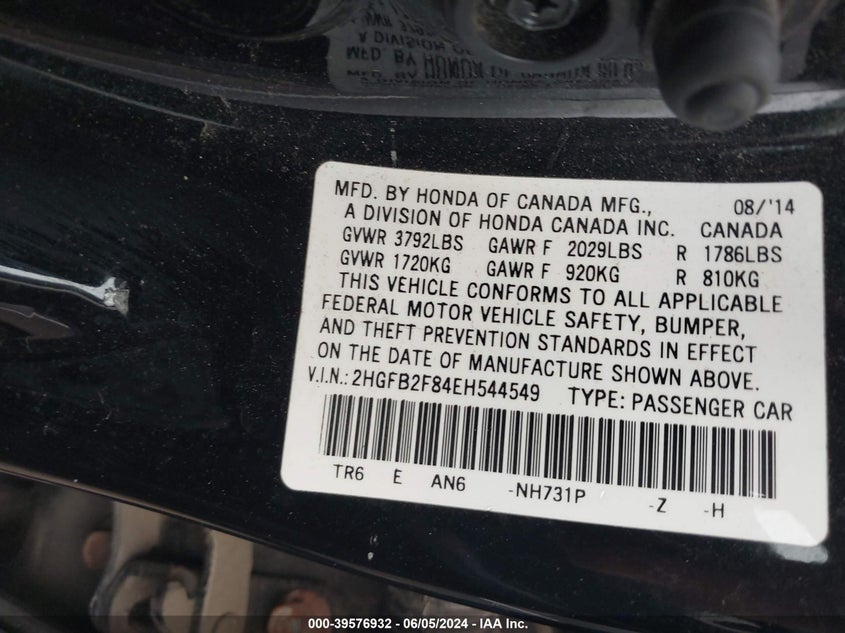 MFD. BY HONDA OF CANADA MFG., 08/'14
A DIVISION OF HONDA CANADA INC. CANADA
GVWR 3792LBS GAWR F 2029LBS R 1786LBS
GVWR 1720KG GAWR F 920KG R 810KG
THIS VEHICLE CONFORMS TO ALL APPLICABLE
FEDERAL MOTOR VEHICLE SAFETY, BUMPER,
AND THEFT PREVENTION STANDARDS IN EFFECT
ON THE DATE OF MANUFACTURE SHOWN ABOVE.
V.I.N.: 2HGFB2F84EH544549 TYPE: PASSENGER CAR
TR6 E AN6 -NH731P -Z -H
000-39576932 - 06/05/2024 - IAA Inc.